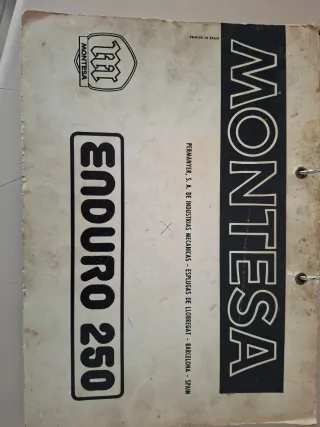 PRINTED IN SPAIN
MONTESA
PERMANYER, S. A. DE INDUSTRIAS MECANICAS - ESPLUGAS DE LLOBREGAT - BARCELONA - SPAIN
MONTESA
ENDURO 250